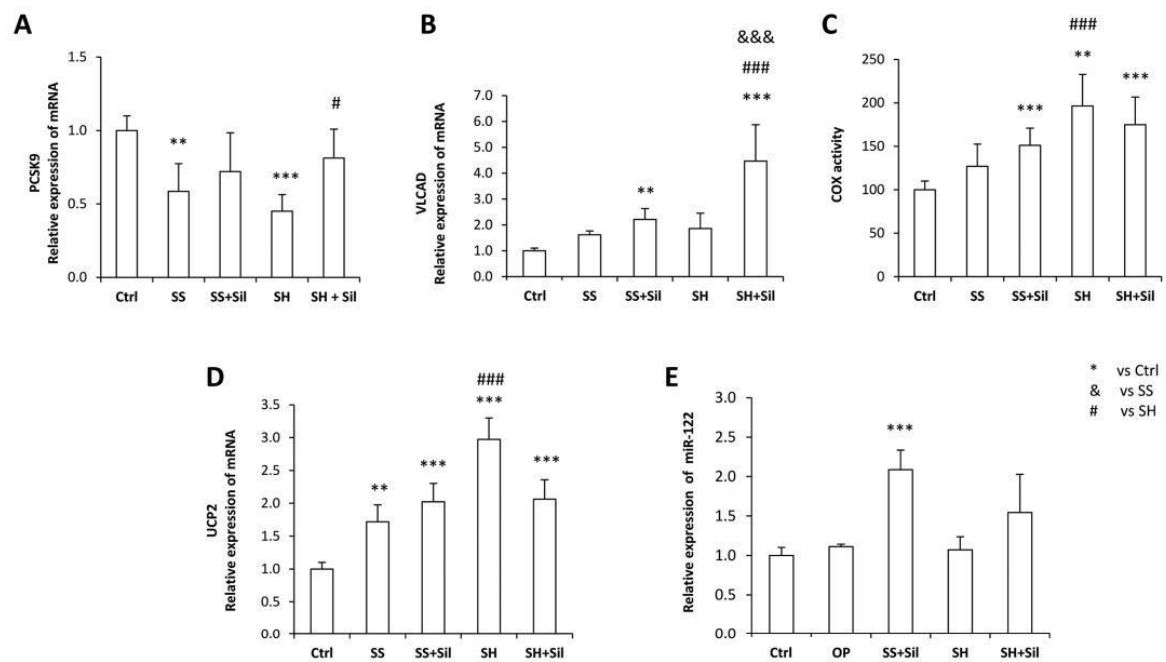 A
PCSK9
Relative expression of mRNA
1.5
1.0
0.5
0.0
**
***
#
Ctrl SS SS+Sil SH SH + Sil
B
VLCAD
Relative expression of mRNA
7.0
6.0
5.0
4.0
3.0
2.0
1.0
0.0
**
&&&
###
***
Ctrl SS SS+Sil SH SH+Sil
C
COX activity
250
200
150
100
50
0
***
###
**
***
Ctrl SS SS+Sil SH SH+Sil
D
UCP2
Relative expression of mRNA
3.5
3.0
2.5
2.0
1.5
1.0
0.5
0.0
**
***
###
***
***
Ctrl SS SS+Sil SH SH+Sil
E
Relative expression of miR-122
3.0
2.5
2.0
1.5
1.0
0.5
0.0
***
Ctrl OP SS+Sil SH SH+Sil
* vs Ctrl
& vs SS
# vs SH